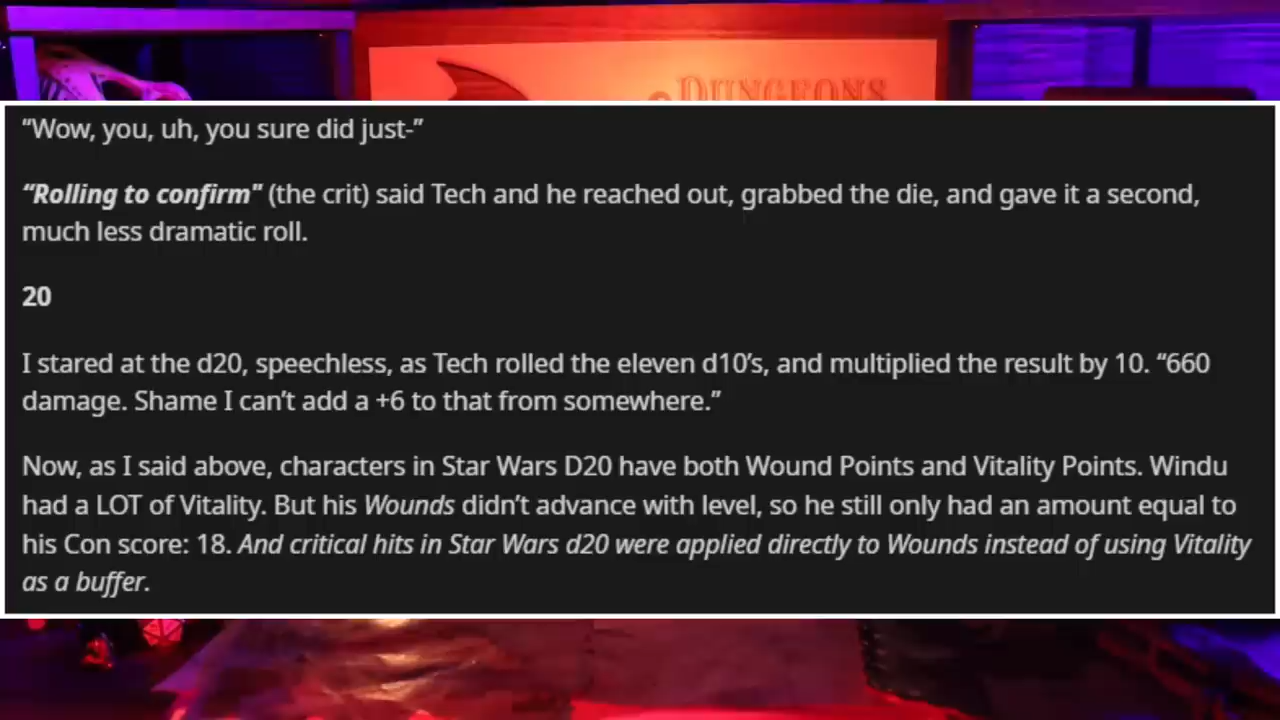 DUNGEONS
“Wow, you, uh, you sure did just-”
“Rolling to confirm" (the crit) said Tech and he reached out, grabbed the die, and gave it a second,
much less dramatic roll.
20
I stared at the d20, speechless, as Tech rolled the eleven d10’s, and multiplied the result by 10. “660
damage. Shame I can’t add a +6 to that from somewhere.”
Now, as I said above, characters in Star Wars D20 have both Wound Points and Vitality Points. Windu
had a LOT of Vitality. But his Wounds didn’t advance with level, so he still only had an amount equal to
his Con score: 18. And critical hits in Star Wars d20 were applied directly to Wounds instead of using Vitality
as a buffer.